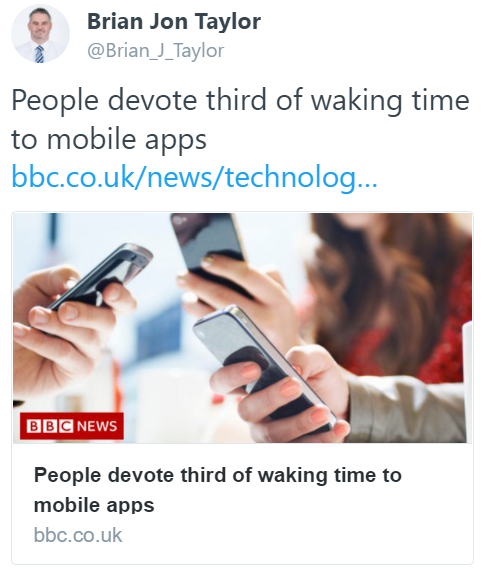 Brian Jon Taylor
@Brian_J_Taylor
People devote third of waking time
to mobile apps
bbc.co.uk/news/technolog...
BBC NEWS
People devote third of waking time to
mobile apps
bbc.co.uk